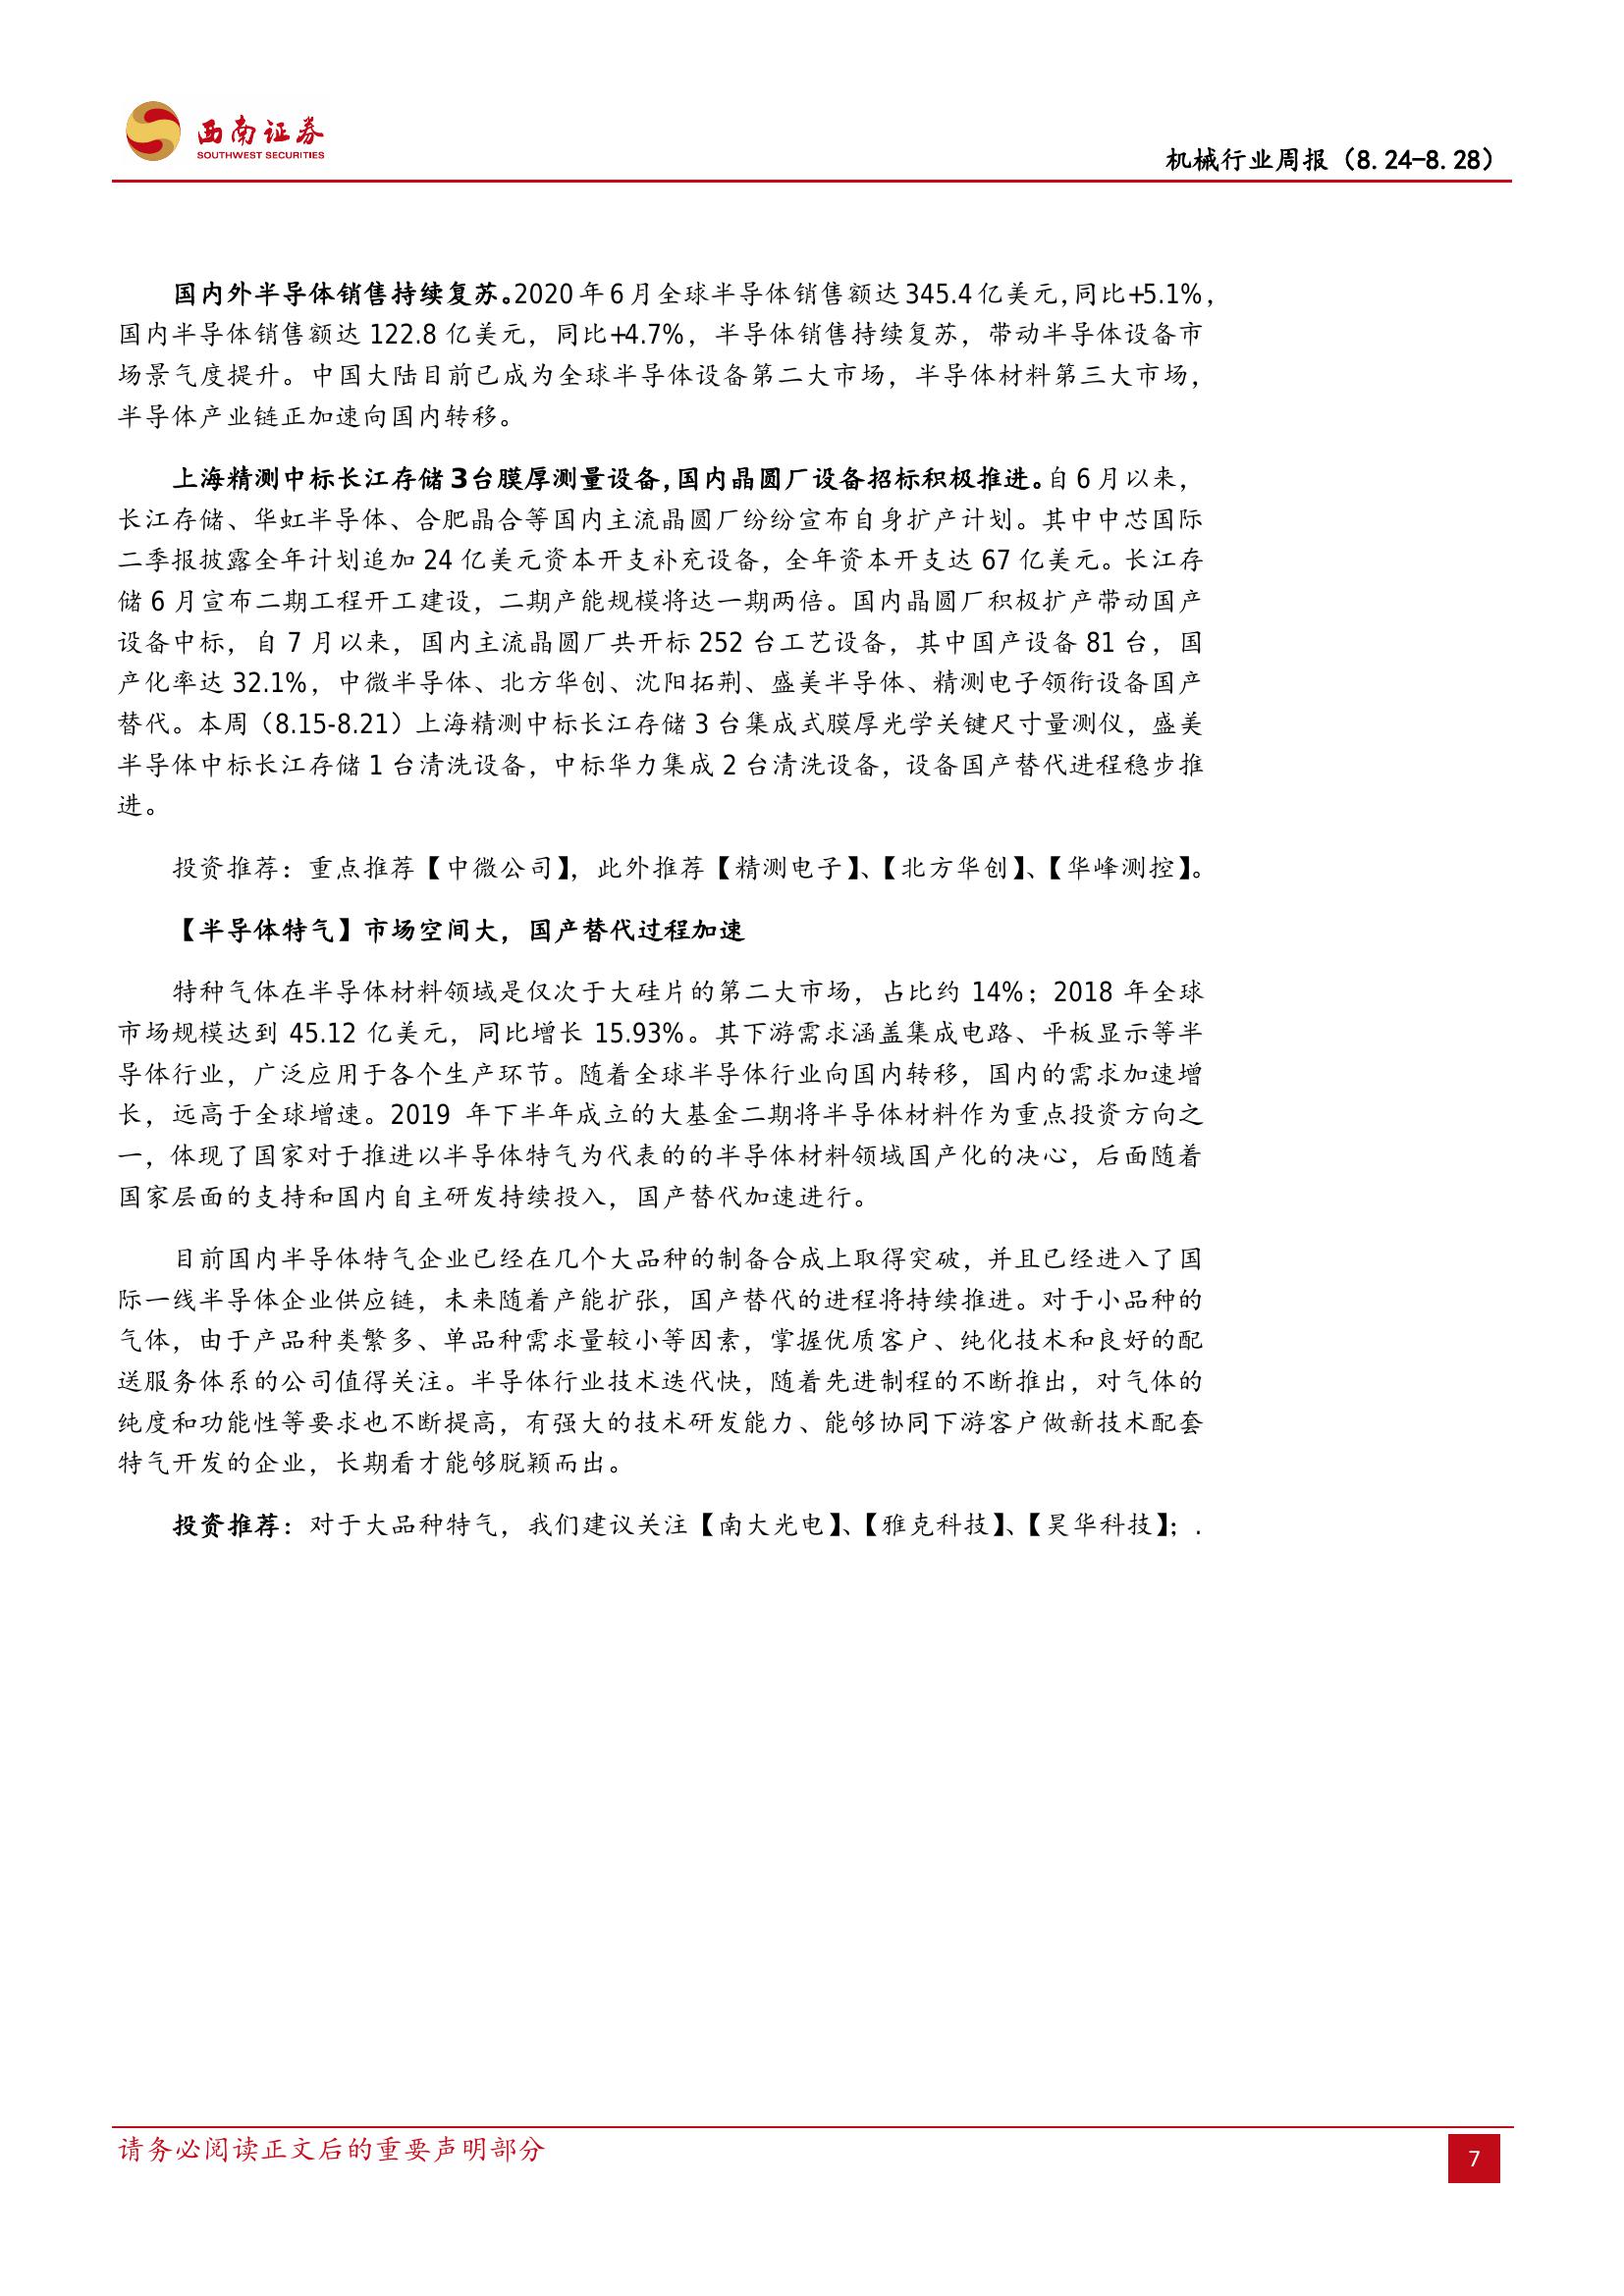 西南证券
SOUTHWEST SECURITIES
机械行业周报（8.24-8.28）
国内外半导体销售持续复苏。2020年6月全球半导体销售额达345.4亿美元，同比+5.1%，
国内半导体销售额达 122.8 亿美元，同比+4.7%，半导体销售持续复苏，带动半导体设备市
场景气度提升。中国大陆目前已成为全球半导体设备第二大市场，半导体材料第三大市场，
半导体产业链正加速向国内转移。
上海精测中标长江存储3台膜厚测量设备，国内晶圆厂设备招标积极推进。自6月以来，
长江存储、华虹半导体、合肥晶合等国内主流晶圆厂纷纷宣布自身扩产计划。其中中芯国际
二季报披露全年计划追加 24 亿美元资本开支补充设备，全年资本开支达 67 亿美元。长江存
储 6 月宣布二期工程开工建设，二期产能规模将达一期两倍。国内晶圆厂积极扩产带动国产
设备中标，自 7 月以来，国内主流晶圆厂共开标 252 台工艺设备，其中国产设备 81 台，国
产化率达 32.1%，中微半导体、北方华创、沈阳拓荆、盛美半导体、精测电子领衔设备国产
替代。本周（8.15-8.21）上海精测中标长江存储 3 台集成式膜厚光学关键尺寸量测仪，盛美
半导体中标长江存储 1 台清洗设备，中标华力集成 2 台清洗设备，设备国产替代进程稳步推
进。
投资推荐：重点推荐【中微公司】，此外推荐【精测电子】、【北方华创】、【华峰测控】。
【半导体特气】市场空间大，国产替代过程加速
特种气体在半导体材料领域是仅次于大硅片的第二大市场，占比约 14%；2018 年全球
市场规模达到 45.12 亿美元，同比增长 15.93%。其下游需求涵盖集成电路、平板显示等半
导体行业，广泛应用于各个生产环节。随着全球半导体行业向国内转移，国内的需求加速增
长，远高于全球增速。2019 年下半年成立的大基金二期将半导体材料作为重点投资方向之
一，体现了国家对于推进以半导体特气为代表的的半导体材料领域国产化的决心，后面随着
国家层面的支持和国内自主研发持续投入，国产替代加速进行。
目前国内半导体特气企业已经在几个大品种的制备合成上取得突破，并且已经进入了国
际一线半导体企业供应链，未来随着产能扩张，国产替代的进程将持续推进。对于小品种的
气体，由于产品种类繁多、单品种需求量较小等因素，掌握优质客户、纯化技术和良好的配
送服务体系的公司值得关注。半导体行业技术迭代快，随着先进制程的不断推出，对气体的
纯度和功能性等要求也不断提高，有强大的技术研发能力、能够协同下游客户做新技术配套
特气开发的企业，长期看才能够脱颖而出。
投资推荐：对于大品种特气，我们建议关注【南大光电】、【雅克科技】、【昊华科技】；.
请务必阅读正文后的重要声明部分
7